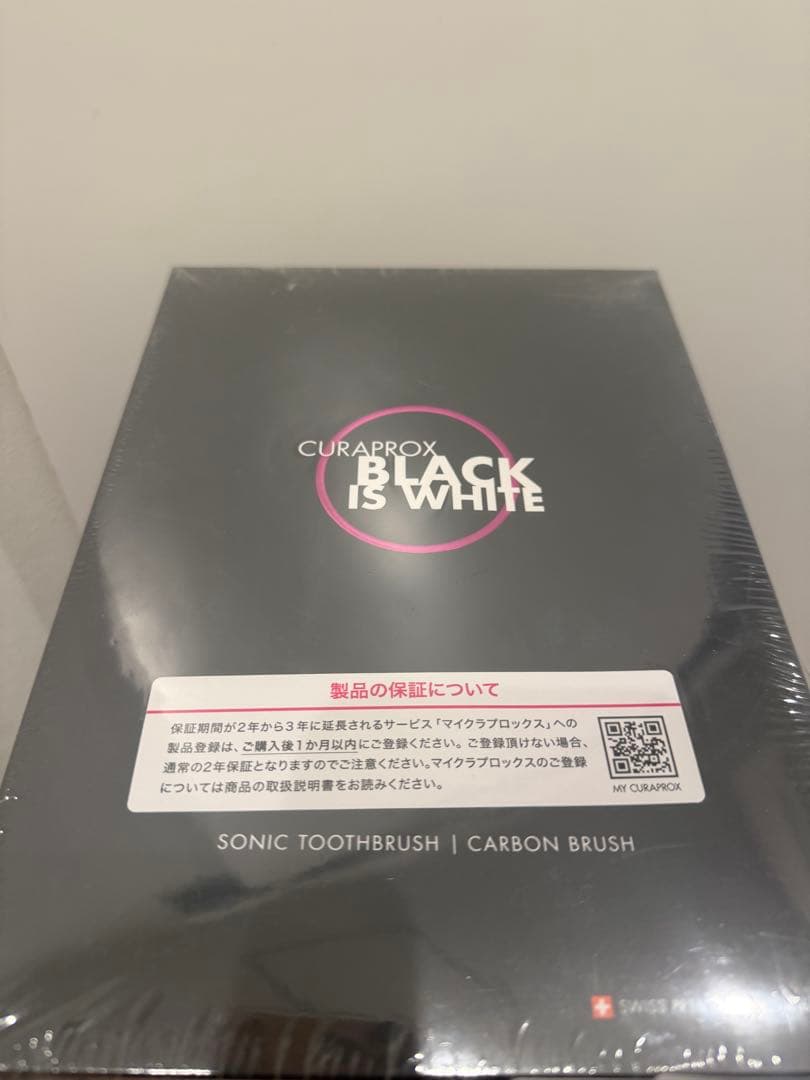 CURAPROX
BLACK
IS WHITE
製品の保証について
保証期間が2年から3年に延長されるサービス「マイクラプロックス」への
製品登録は、ご購入後1か月以内にご登録ください。ご登録頂けない場合、
通常の2年保証となりますのでご注意ください。マイクラプロックスのご登録
については商品の取扱説明書をお読みください。
MY CURAPROX
SONIC TOOTHBRUSH | CARBON BRUSH
SWISS